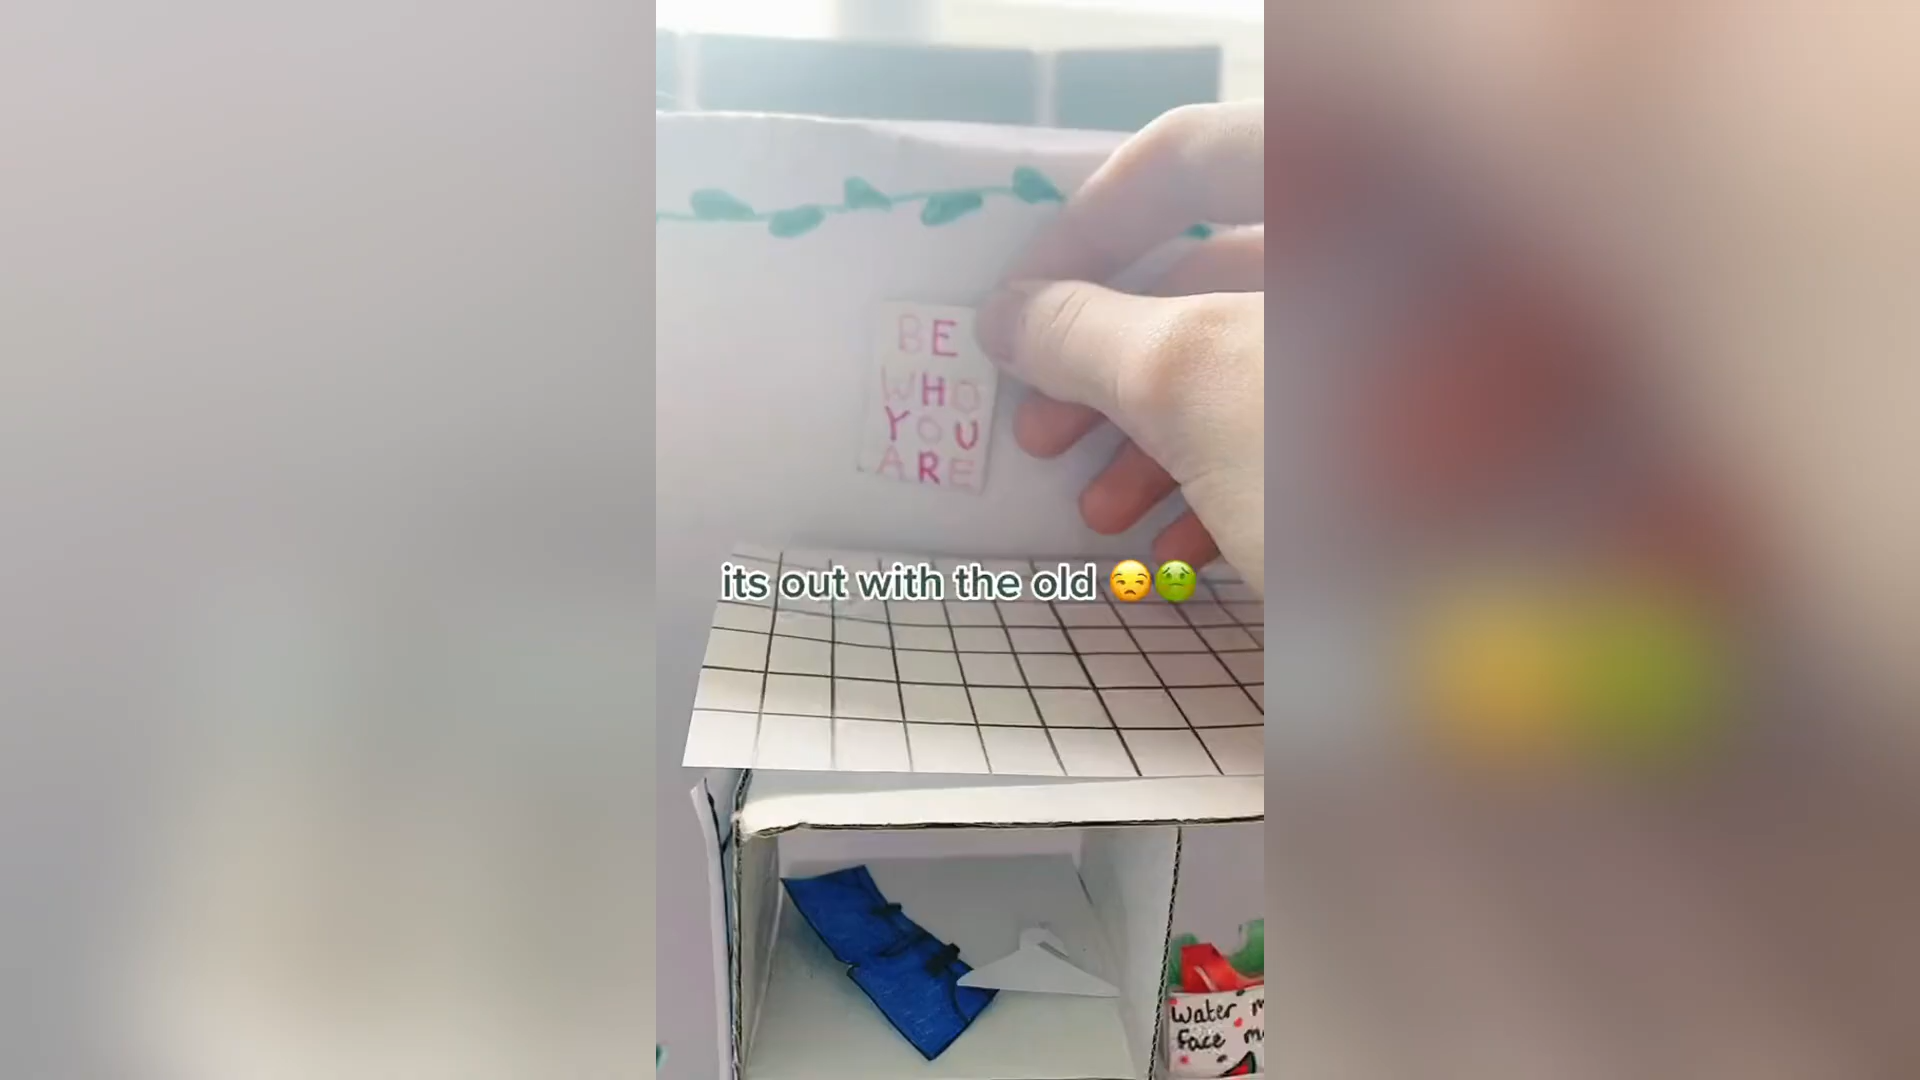 BE
WHO
YOU
ARE
its out with the old 😒🤢
Water
Face